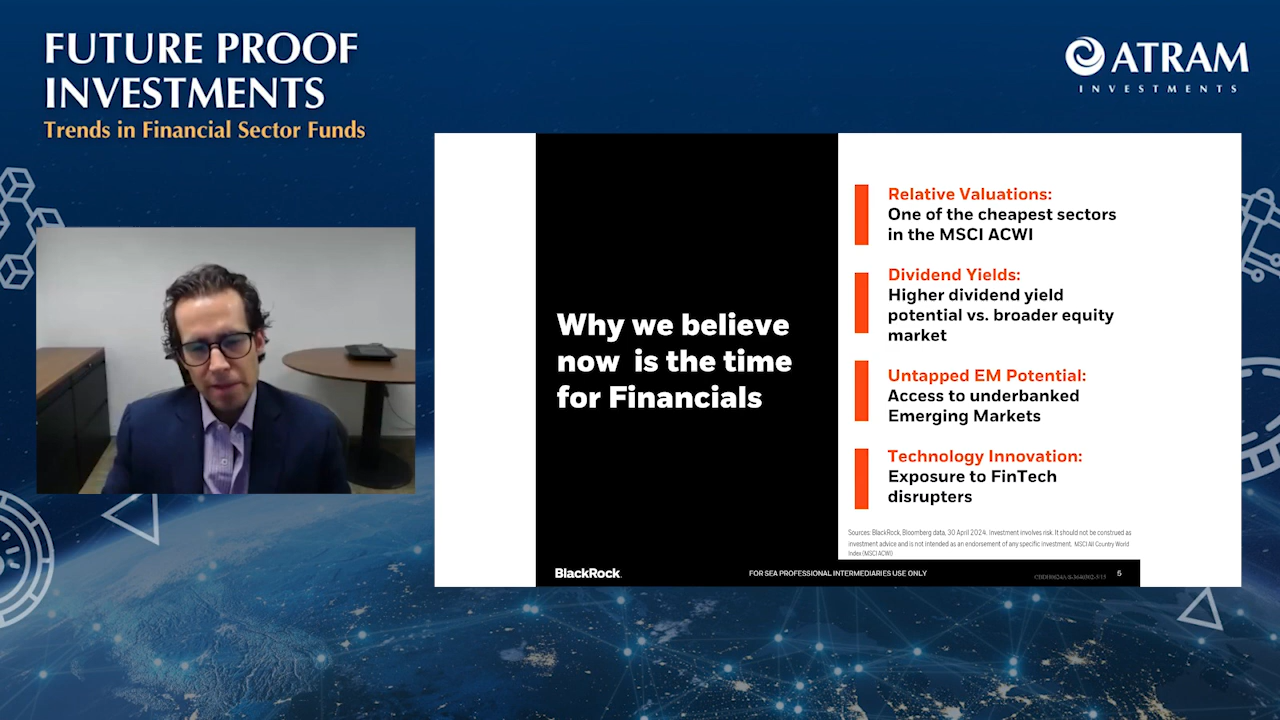 FUTURE PROOF
INVESTMENTS
Trends in Financial Sector Funds
ATRAM
INVESTMENTS
Why we believe
now is the time
for Financials
Relative Valuations:
One of the cheapest sectors
in the MSCI ACWI
Dividend Yields:
Higher dividend yield
potential vs. broader equity
market
Untapped EM Potential:
Access to underbanked
Emerging Markets
Technology Innovation:
Exposure to FinTech
disrupters
Sources: BlackRock, Bloomberg data, 30 April 2024. Investment involves risk. It should not be construed as
investment advice and is not intended as an endorsement of any specific investment. MSCI All Country World
Index (MSCI ACWI)
BlackRock.
FOR SEA PROFESSIONAL INTERMEDIARIES USE ONLY
5